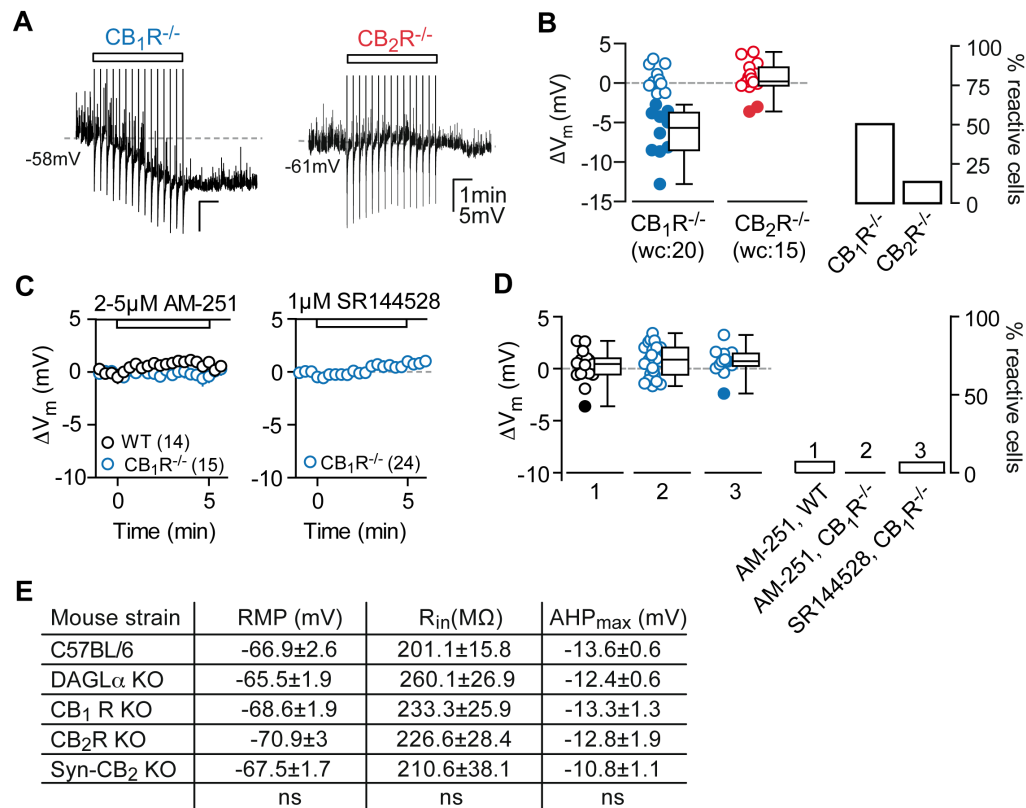 A
CB1R-/-
CB2R-/-
-58mV
-61mV
1min
5mV
B
ΔVm (mV)
5
0
-5
-10
-15
CB1R-/-
(wc:20)
CB2R-/-
(wc:15)
CB1R-/-
CB2R-/-
100
75
50
25
0
% reactive cells
C
2-5µM AM-251
1µM SR144528
ΔVm (mV)
5
0
-10
WT (14)
CB1R-/- (15)
0
5
Time (min)
5
0
-10
CB1R-/- (24)
0
5
Time (min)
D
ΔVm (mV)
5
0
-5
-10
1
2
3
1
2
3
AM-251, WT
AM-251, CB1R-/-
SR144528, CB1R-/-
100
50
0
% reactive cells
E
Mouse strain RMP (mV) Rin(MΩ) AHPmax (mV)
C57BL/6 -66.9±2.6 201.1±15.8 -13.6±0.6
DAGLα KO -65.5±1.9 260.1±26.9 -12.4±0.6
CB1 R KO -68.6±1.9 233.3±25.9 -13.3±1.3
CB2R KO -70.9±3 226.6±28.4 -12.8±1.9
Syn-CB2 KO -67.5±1.7 210.6±38.1 -10.8±1.1
ns ns ns